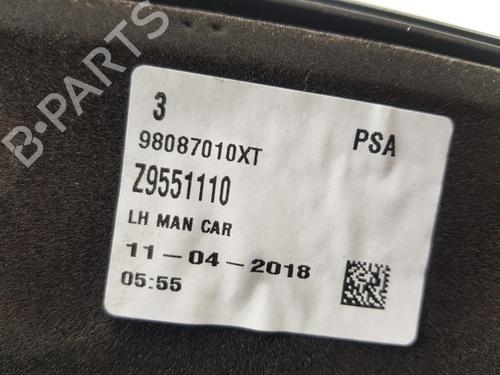 B-PARTS
3
PSA
98087010XT
Z9551110
LH MAN CAR
11-04-2018
05:55